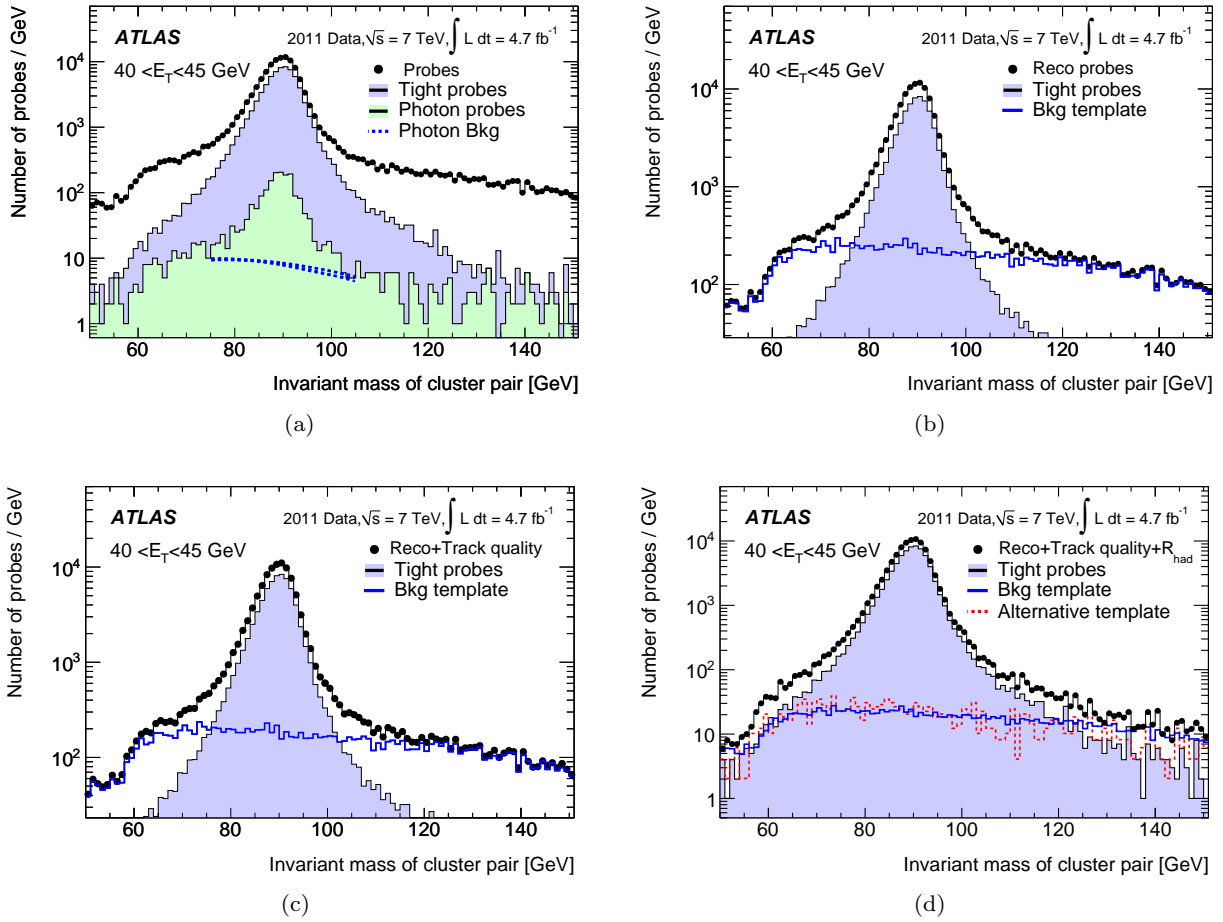 ATLAS
2011 Data,√s = 7 TeV,∫ L dt = 4.7 fb⁻¹
40 <E_T<45 GeV
Probes
Tight probes
Photon probes
Photon Bkg
Number of probes / GeV
10⁴
10³
10²
10
1
60 80 100 120 140
Invariant mass of cluster pair [GeV]
(a)
ATLAS
2011 Data,√s = 7 TeV,∫ L dt = 4.7 fb⁻¹
40 <E_T<45 GeV
Reco probes
Tight probes
Bkg template
Number of probes / GeV
10⁴
10³
10²
60 80 100 120 140
Invariant mass of cluster pair [GeV]
(b)
ATLAS
2011 Data,√s = 7 TeV,∫ L dt = 4.7 fb⁻¹
40 <E_T<45 GeV
Reco+Track quality
Tight probes
Bkg template
Number of probes / GeV
10⁴
10³
10²
60 80 100 120 140
Invariant mass of cluster pair [GeV]
(c)
ATLAS
2011 Data,√s = 7 TeV,∫ L dt = 4.7 fb⁻¹
40 <E_T<45 GeV
Reco+Track quality+R_had
Tight probes
Bkg template
Alternative template
Number of probes / GeV
10⁴
10³
10²
10
1
60 80 100 120 140
Invariant mass of cluster pair [GeV]
(d)